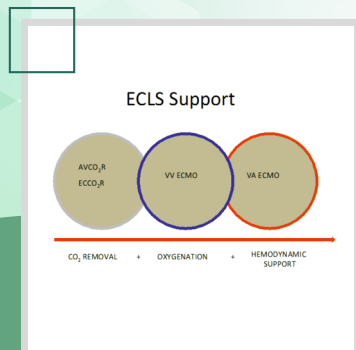 ECLS Support
AVCO₂R
ECCO₂R
VV ECMO
VA ECMO
CO₂ REMOVAL + OXYGENATION + HEMODYNAMIC
SUPPORT